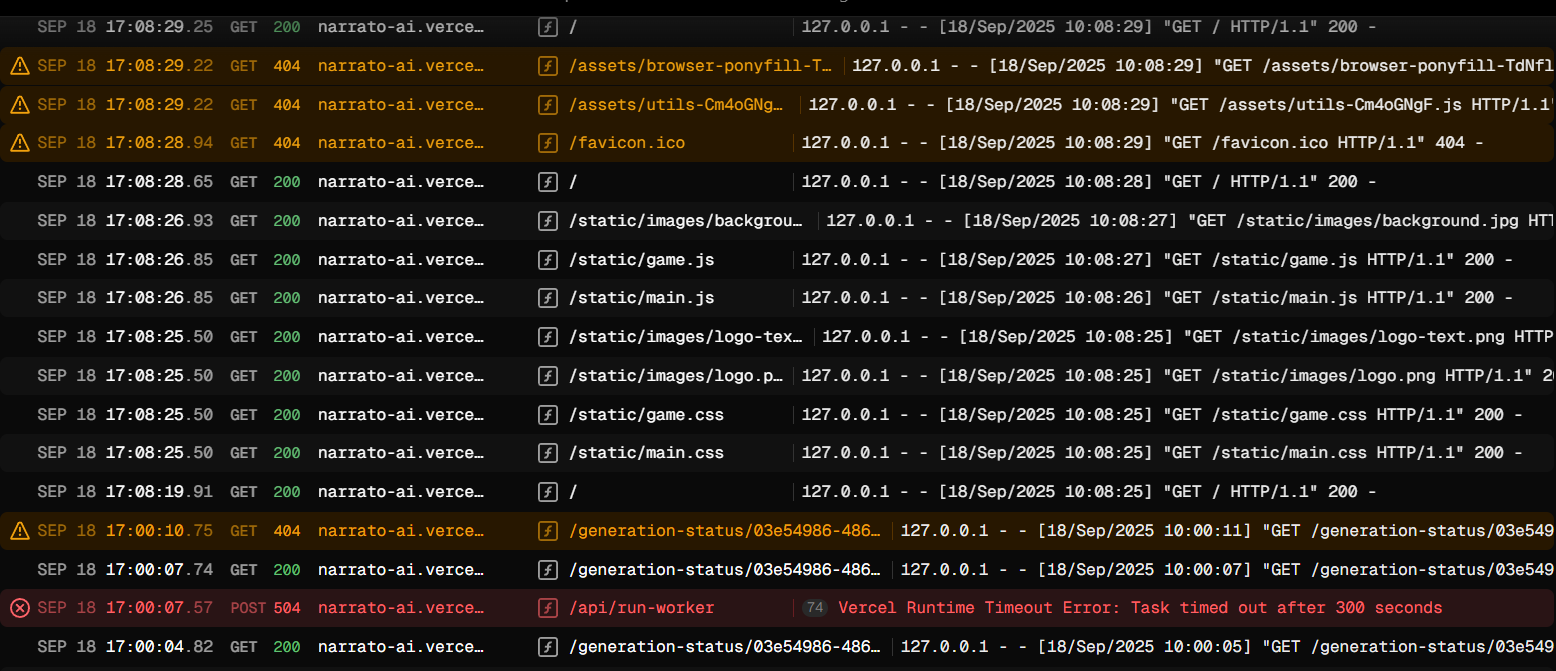 SEP 18 17:08:29.25 GET 200 narrato-ai.verce… / 127.0.0.1 - - [18/Sep/2025 10:08:29] "GET / HTTP/1.1" 200 -
SEP 18 17:08:29.22 GET 404 narrato-ai.verce… /assets/browser-ponyfill-T… 127.0.0.1 - - [18/Sep/2025 10:08:29] "GET /assets/browser-ponyfill-TdNfl
SEP 18 17:08:29.22 GET 404 narrato-ai.verce… /assets/utils-Cm4oGNg… 127.0.0.1 - - [18/Sep/2025 10:08:29] "GET /assets/utils-Cm4oGNgF.js HTTP/1.1"
SEP 18 17:08:28.94 GET 404 narrato-ai.verce… /favicon.ico 127.0.0.1 - - [18/Sep/2025 10:08:29] "GET /favicon.ico HTTP/1.1" 404 -
SEP 18 17:08:28.65 GET 200 narrato-ai.verce… / 127.0.0.1 - - [18/Sep/2025 10:08:28] "GET / HTTP/1.1" 200 -
SEP 18 17:08:26.93 GET 200 narrato-ai.verce… /static/images/backgrou… 127.0.0.1 - - [18/Sep/2025 10:08:27] "GET /static/images/background.jpg HTT
SEP 18 17:08:26.85 GET 200 narrato-ai.verce… /static/game.js 127.0.0.1 - - [18/Sep/2025 10:08:27] "GET /static/game.js HTTP/1.1" 200 -
SEP 18 17:08:26.85 GET 200 narrato-ai.verce… /static/main.js 127.0.0.1 - - [18/Sep/2025 10:08:26] "GET /static/main.js HTTP/1.1" 200 -
SEP 18 17:08:25.50 GET 200 narrato-ai.verce… /static/images/logo-tex… 127.0.0.1 - - [18/Sep/2025 10:08:25] "GET /static/images/logo-text.png HTTP
SEP 18 17:08:25.50 GET 200 narrato-ai.verce… /static/images/logo.p… 127.0.0.1 - - [18/Sep/2025 10:08:25] "GET /static/images/logo.png HTTP/1.1" 20
SEP 18 17:08:25.50 GET 200 narrato-ai.verce… /static/game.css 127.0.0.1 - - [18/Sep/2025 10:08:25] "GET /static/game.css HTTP/1.1" 200 -
SEP 18 17:08:25.50 GET 200 narrato-ai.verce… /static/main.css 127.0.0.1 - - [18/Sep/2025 10:08:25] "GET /static/main.css HTTP/1.1" 200 -
SEP 18 17:08:19.91 GET 200 narrato-ai.verce… / 127.0.0.1 - - [18/Sep/2025 10:08:25] "GET / HTTP/1.1" 200 -
SEP 18 17:00:10.75 GET 404 narrato-ai.verce… /generation-status/03e54986-486… 127.0.0.1 - - [18/Sep/2025 10:00:11] "GET /generation-status/03e549
SEP 18 17:00:07.74 GET 200 narrato-ai.verce… /generation-status/03e54986-486… 127.0.0.1 - - [18/Sep/2025 10:00:07] "GET /generation-status/03e549
SEP 18 17:00:07.57 POST 504 narrato-ai.verce… /api/run-worker 74 Vercel Runtime Timeout Error: Task timed out after 300 seconds
SEP 18 17:00:04.82 GET 200 narrato-ai.verce… /generation-status/03e54986-486… 127.0.0.1 - - [18/Sep/2025 10:00:05] "GET /generation-status/03e549